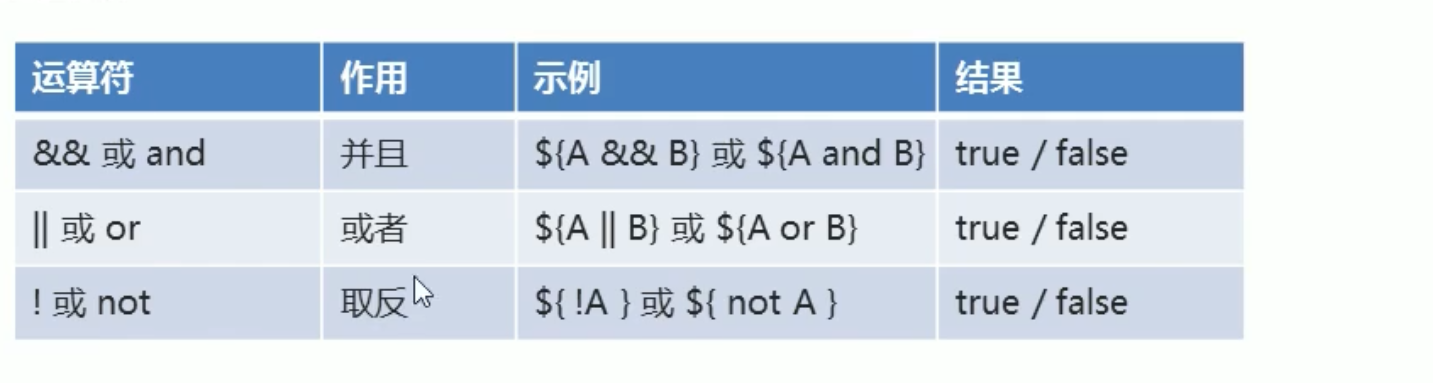 运算符 作用 示例 结果
&& 或 and 并且 ${A && B} 或 ${A and B} true / false
|| 或 or 或者 ${A || B} 或 ${A or B} true / false
! 或 not 取反 ${ !A } 或 ${ not A } true / false